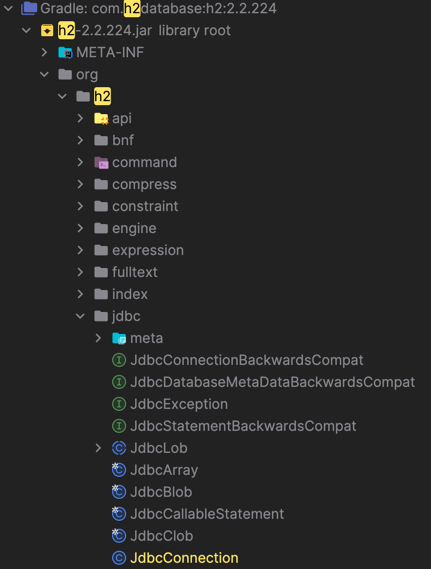 Gradle: com.h2database:h2:2.2.224
h2-2.2.224.jar library root
META-INF
org
h2
api
bnf
command
compress
constraint
engine
expression
fulltext
index
jdbc
meta
JdbcConnectionBackwardsCompat
JdbcDatabaseMetaDataBackwardsCompat
JdbcException
JdbcStatementBackwardsCompat
JdbcLob
JdbcArray
JdbcBlob
JdbcCallableStatement
JdbcClob
JdbcConnection